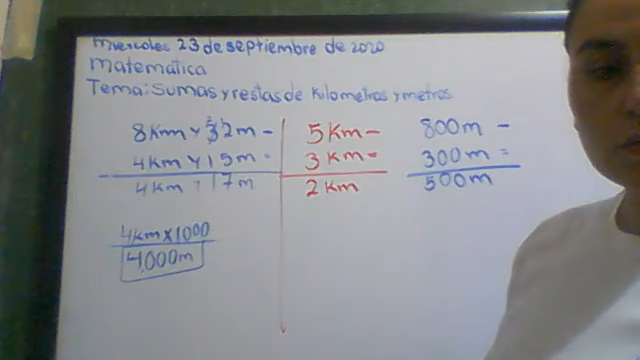 miercoles 23 de septiembre de 2020
matematica
Tema: Sumas y restas de kilometros y metros
8 Km y 32 m -
4 Km y 15 m =
4 Km y 17 m
4 Km x 1000
4,000 m
5 Km -
3 Km =
2 Km
800 m -
300 m =
500 m